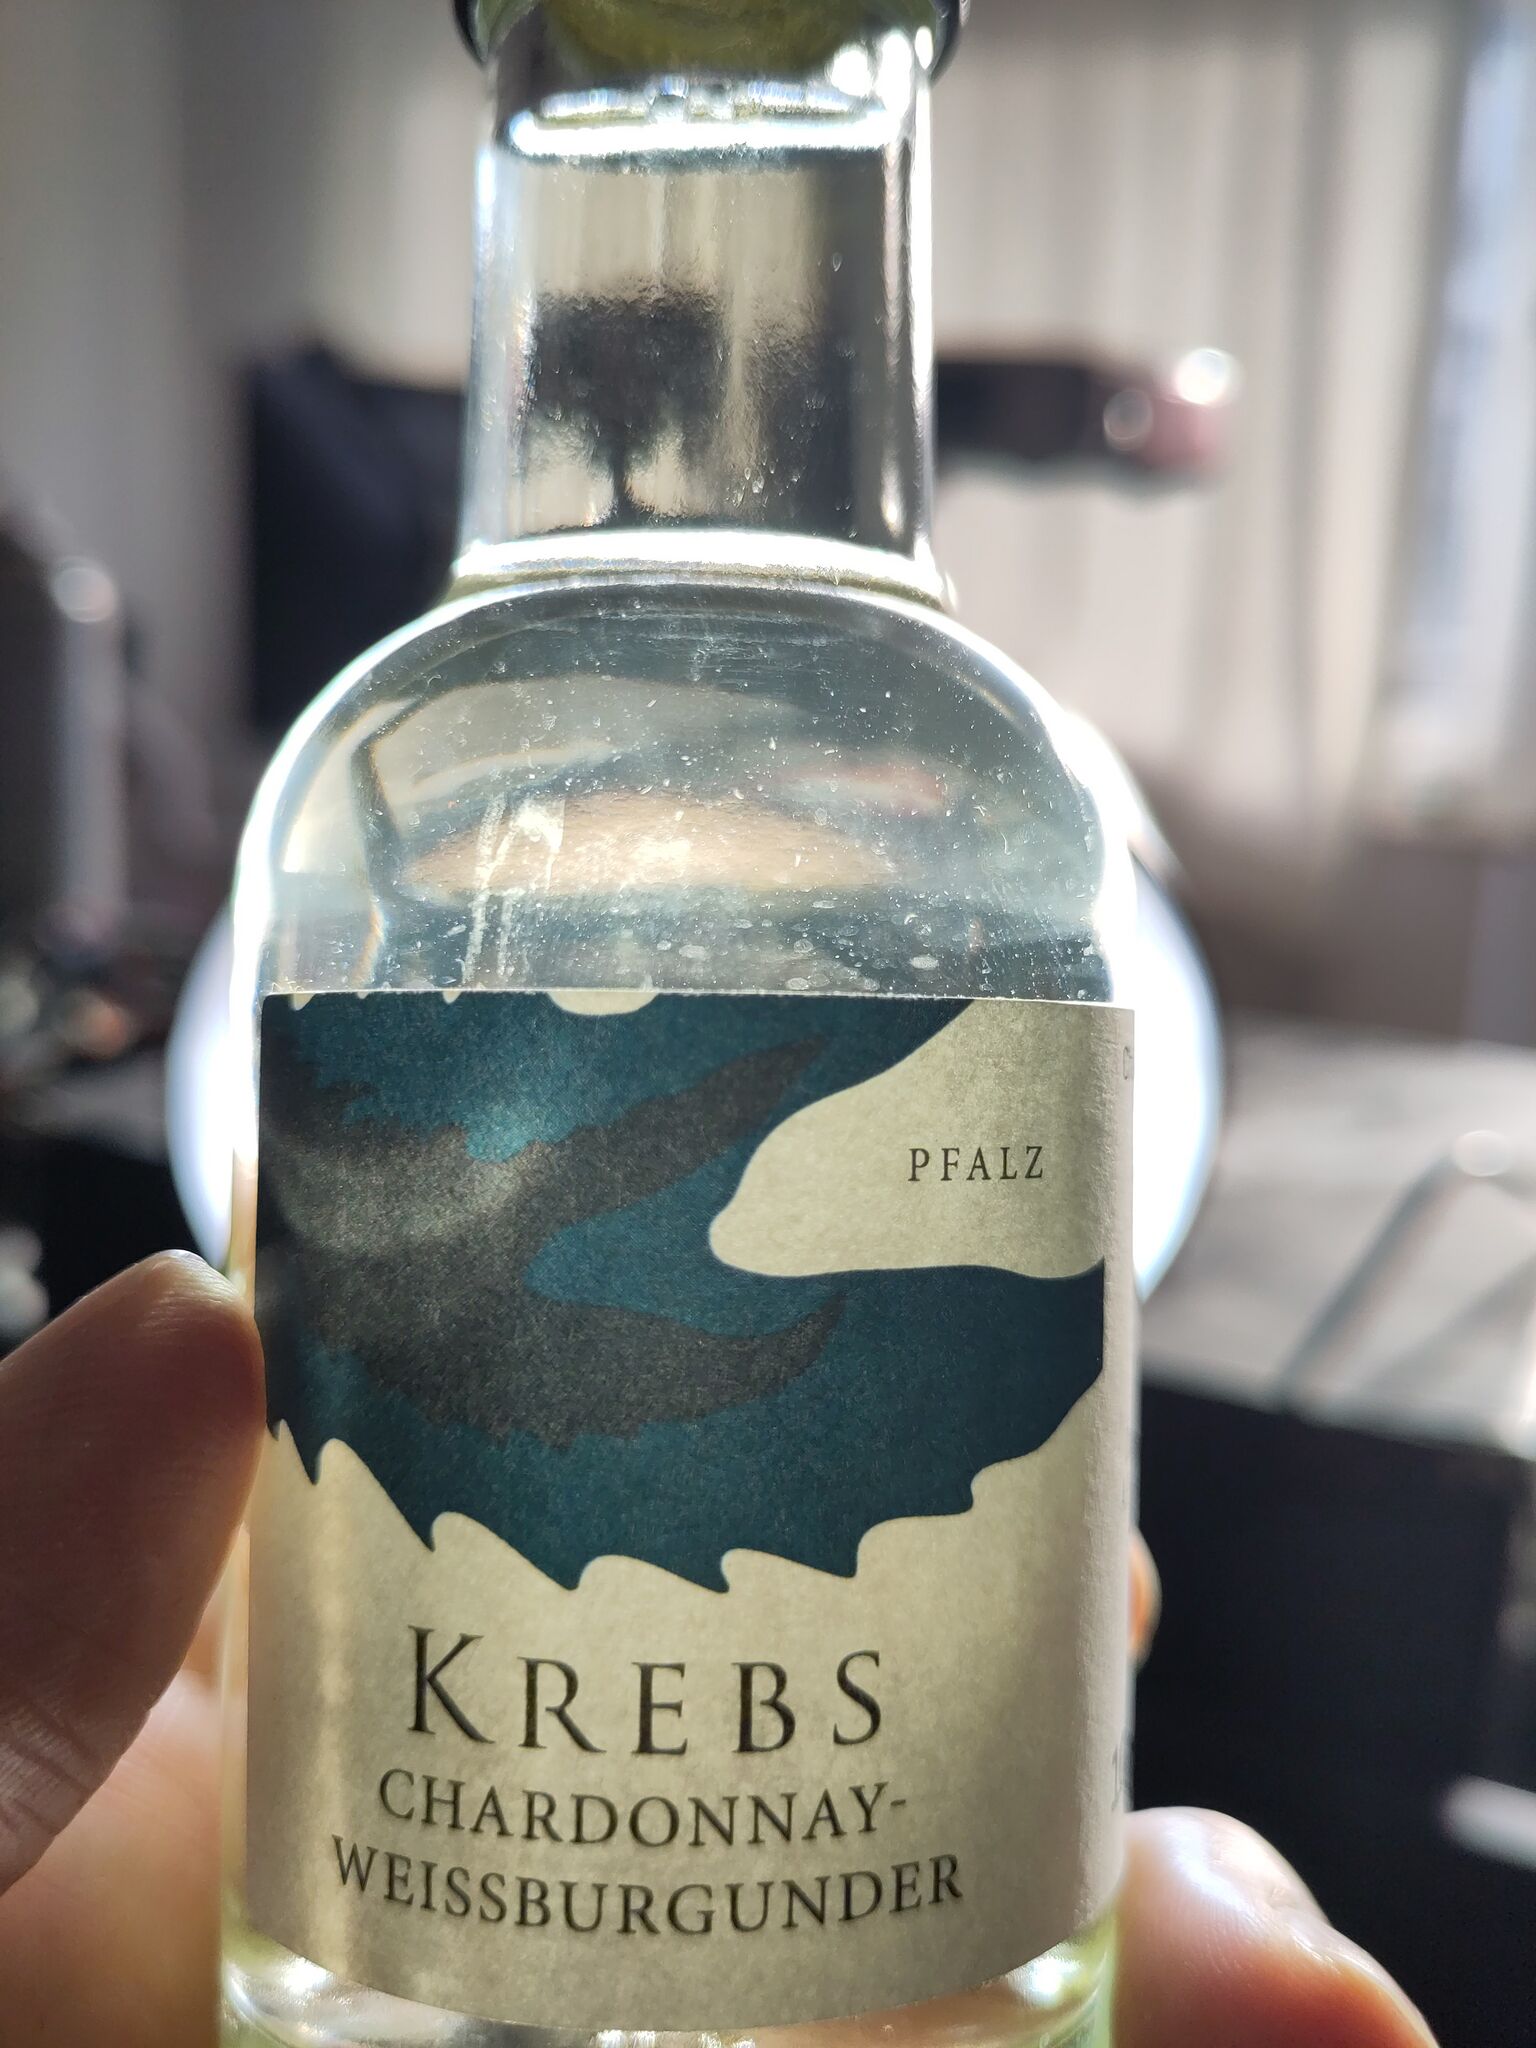 PFALZ
KREBS
CHARDONNAY-
WEISSBURGUNDER